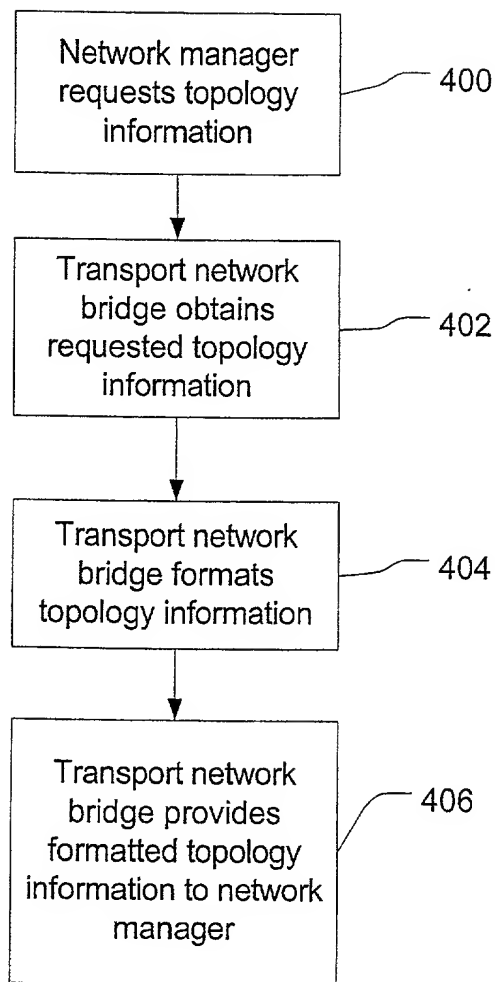 Network manager
requests topology
information
400
Transport network
bridge obtains
requested topology
information
402
Transport network
bridge formats
topology information
404
Transport network
bridge provides
formatted topology
information to network
manager
406